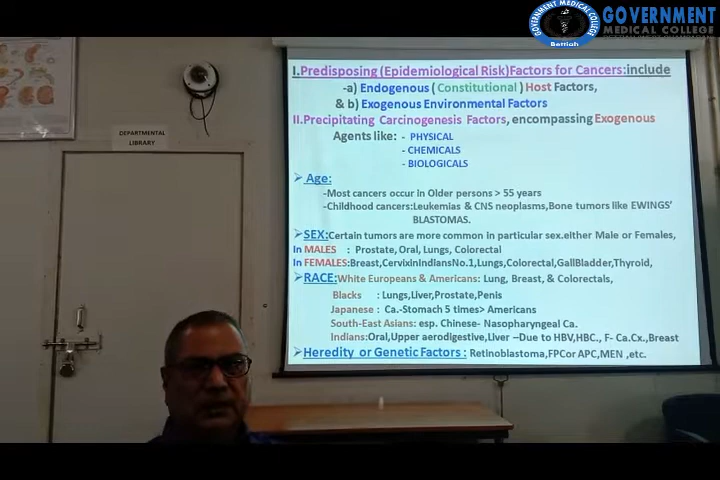 GOVERNMENT MEDICAL COLLEGE
Bettiah
GOVERNMENT
MEDICAL COLLEGE
DEPARTMENTAL
LIBRARY
I.Predisposing (Epidemiological Risk)Factors for Cancers:include
-a) Endogenous ( Constitutional ) Host Factors,
& b) Exogenous Environmental Factors
II.Precipitating Carcinogenesis Factors, encompassing Exogenous
Agents like: - PHYSICAL
- CHEMICALS
- BIOLOGICALS
➢ Age:
-Most cancers occur in Older persons > 55 years
-Childhood cancers:Leukemias & CNS neoplasms,Bone tumors like EWINGS'
BLASTOMAS.
➢SEX:Certain tumors are more common in particular sex.either Male or Females,
In MALES : Prostate, Oral, Lungs, Colorectal
In FEMALES:Breast,CervixinIndiansNo.1,Lungs,Colorectal,GallBladder,Thyroid,
➢RACE:White Europeans & Americans: Lung, Breast, & Colorectals,
Blacks : Lungs,Liver,Prostate,Penis
Japanese : Ca.-Stomach 5 times> Americans
South-East Asians: esp. Chinese- Nasopharyngeal Ca.
Indians:Oral,Upper aerodigestive,Liver –Due to HBV,HBC., F- Ca.Cx.,Breast
➢Heredity or Genetic Factors : Retinoblastoma,FPCor APC,MEN ,etc.